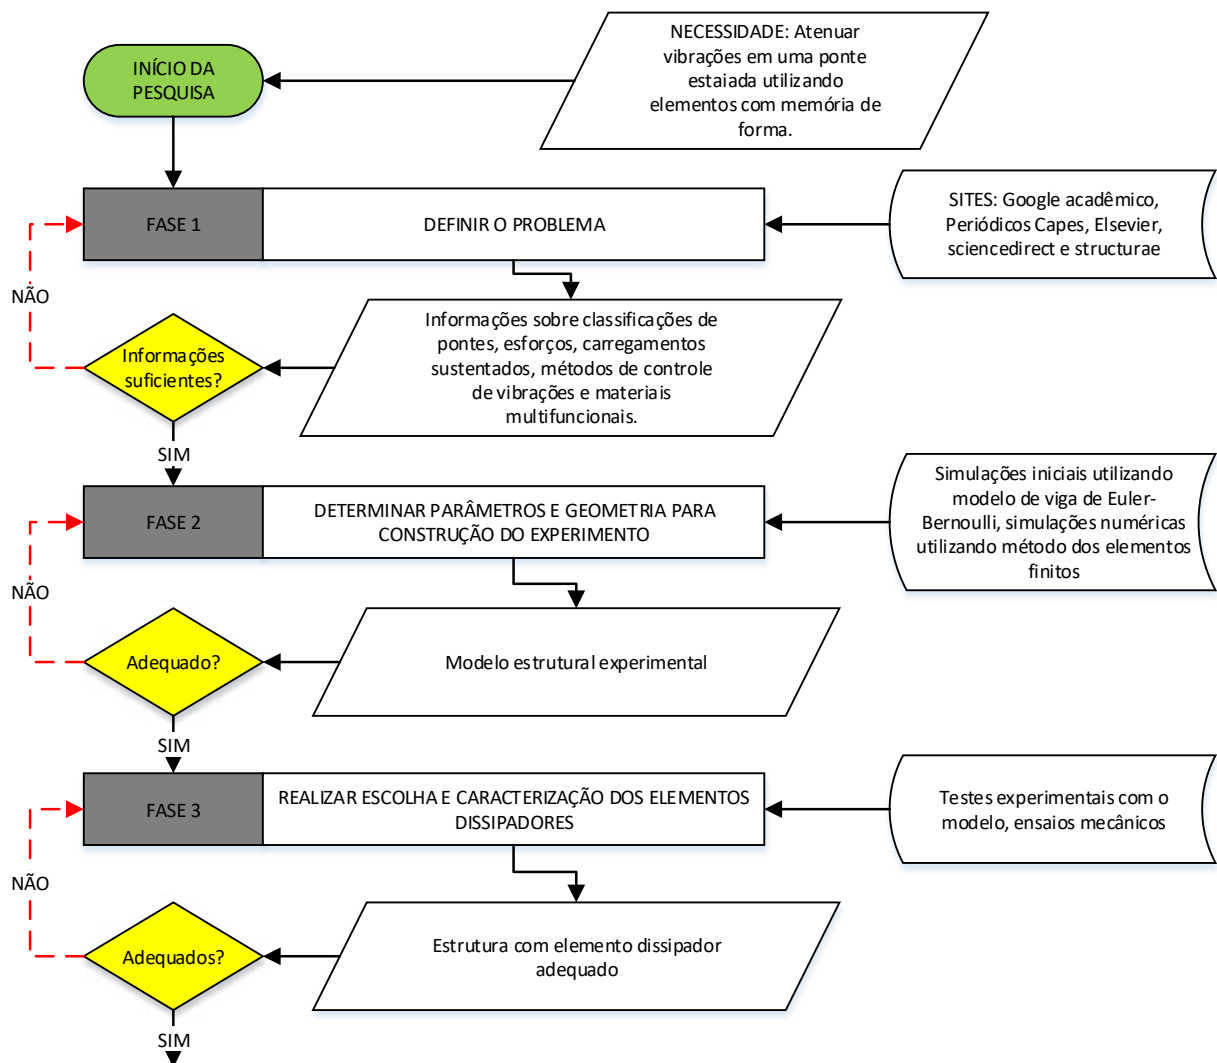 INÍCIO DA
PESQUISA
NECESSIDADE: Atenuar
vibrações em uma ponte
estaiada utilizando
elementos com memória de
forma.
FASE 1
DEFINIR O PROBLEMA
SITES: Google acadêmico,
Periódicos Capes, Elsevier,
sciencedirect e structurae
NÃO
Informações
suficientes?
Informações sobre classificações de
pontes, esforços, carregamentos
sustentados, métodos de controle
de vibrações e materiais
multifuncionais.
SIM
FASE 2
DETERMINAR PARÂMETROS E GEOMETRIA PARA
CONSTRUÇÃO DO EXPERIMENTO
Simulações iniciais utilizando
modelo de viga de Euler-
Bernoulli, simulações numéricas
utilizando método dos elementos
finitos
NÃO
Adequado?
Modelo estrutural experimental
SIM
FASE 3
REALIZAR ESCOLHA E CARACTERIZAÇÃO DOS ELEMENTOS
DISSIPADORES
Testes experimentais com o
modelo, ensaios mecânicos
NÃO
Adequados?
Estrutura com elemento dissipador
adequado
SIM